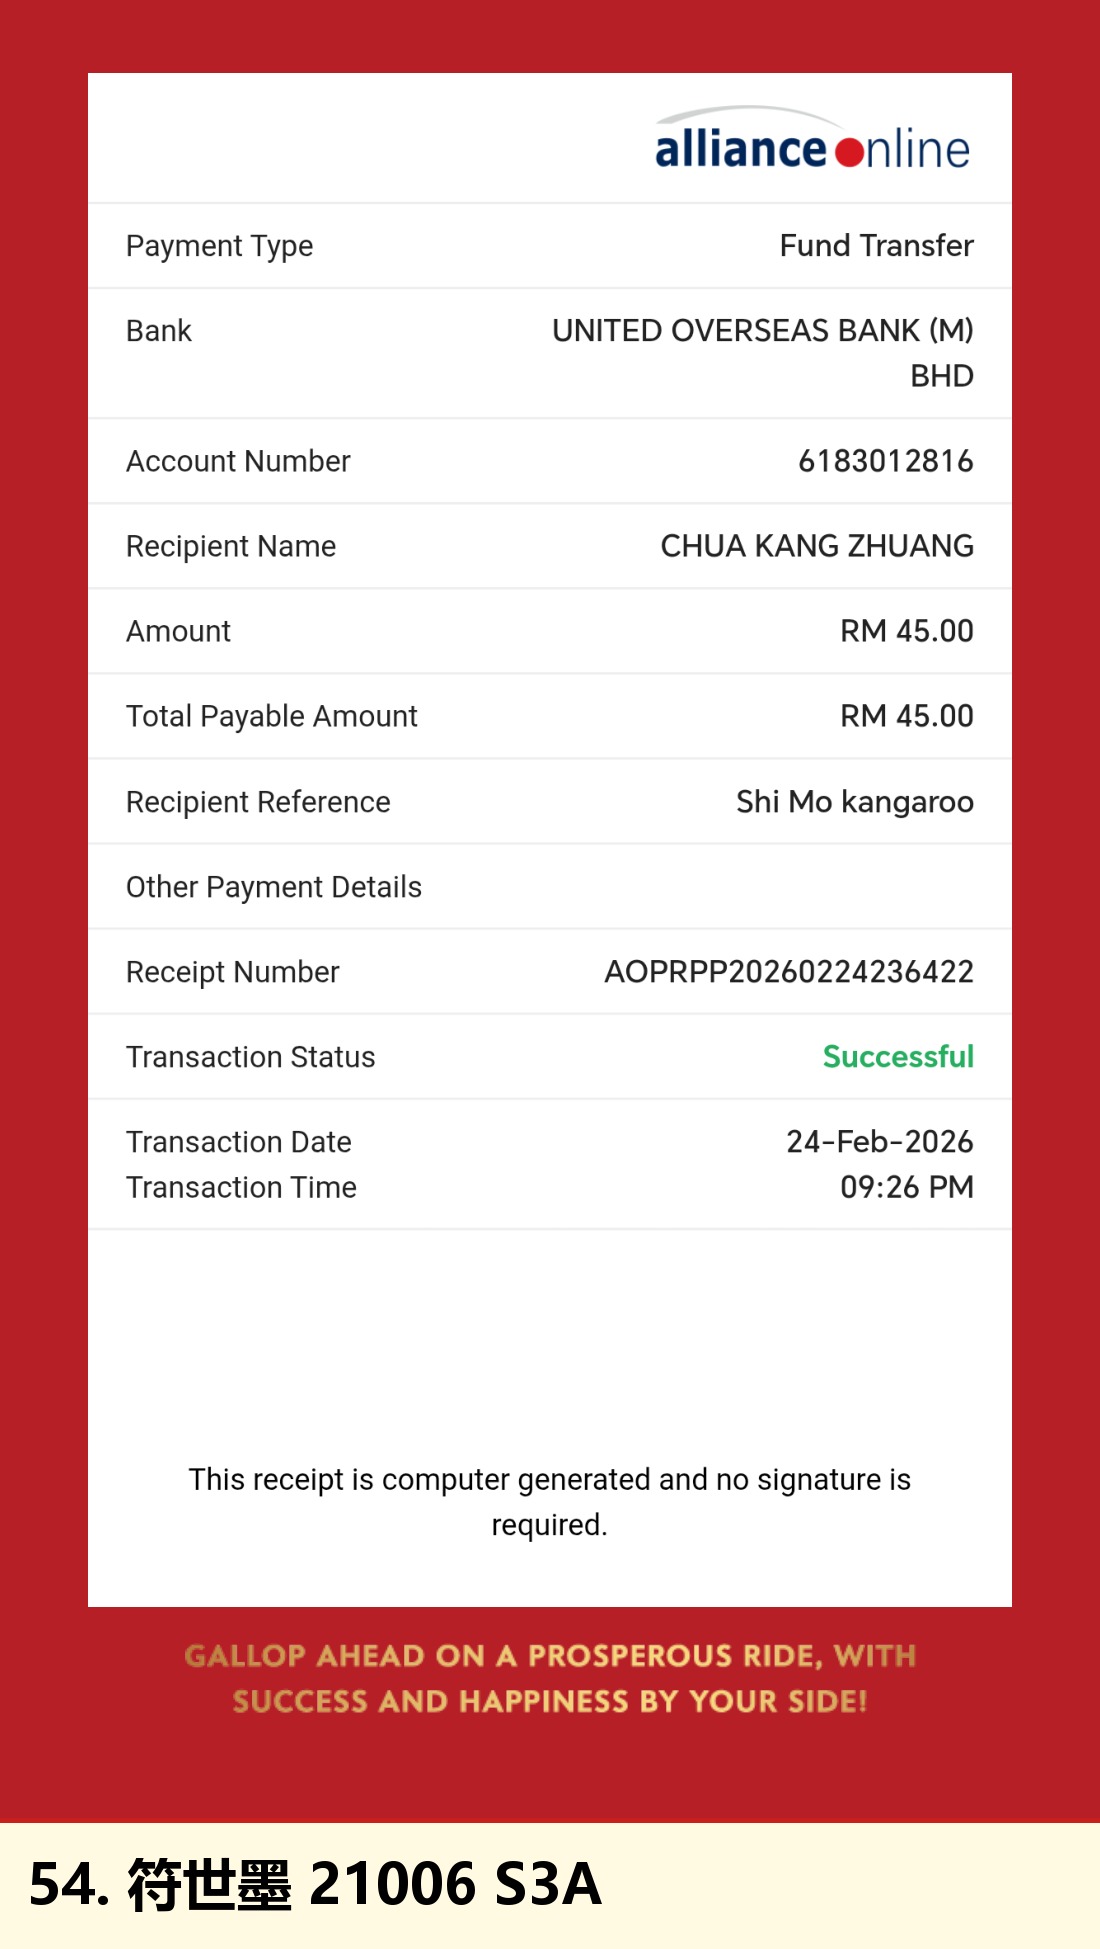 alliance online
Payment Type Fund Transfer
Bank UNITED OVERSEAS BANK (M)
BHD
Account Number 6183012816
Recipient Name CHUA KANG ZHUANG
Amount RM 45.00
Total Payable Amount RM 45.00
Recipient Reference Shi Mo kangaroo
Other Payment Details
Receipt Number AOPRPP20260224236422
Transaction Status Successful
Transaction Date 24-Feb-2026
Transaction Time 09:26 PM
This receipt is computer generated and no signature is
required.
GALLOP AHEAD ON A PROSPEROUS RIDE, WITH
SUCCESS AND HAPPINESS BY YOUR SIDE!
54. 符世墨 21006 S3A